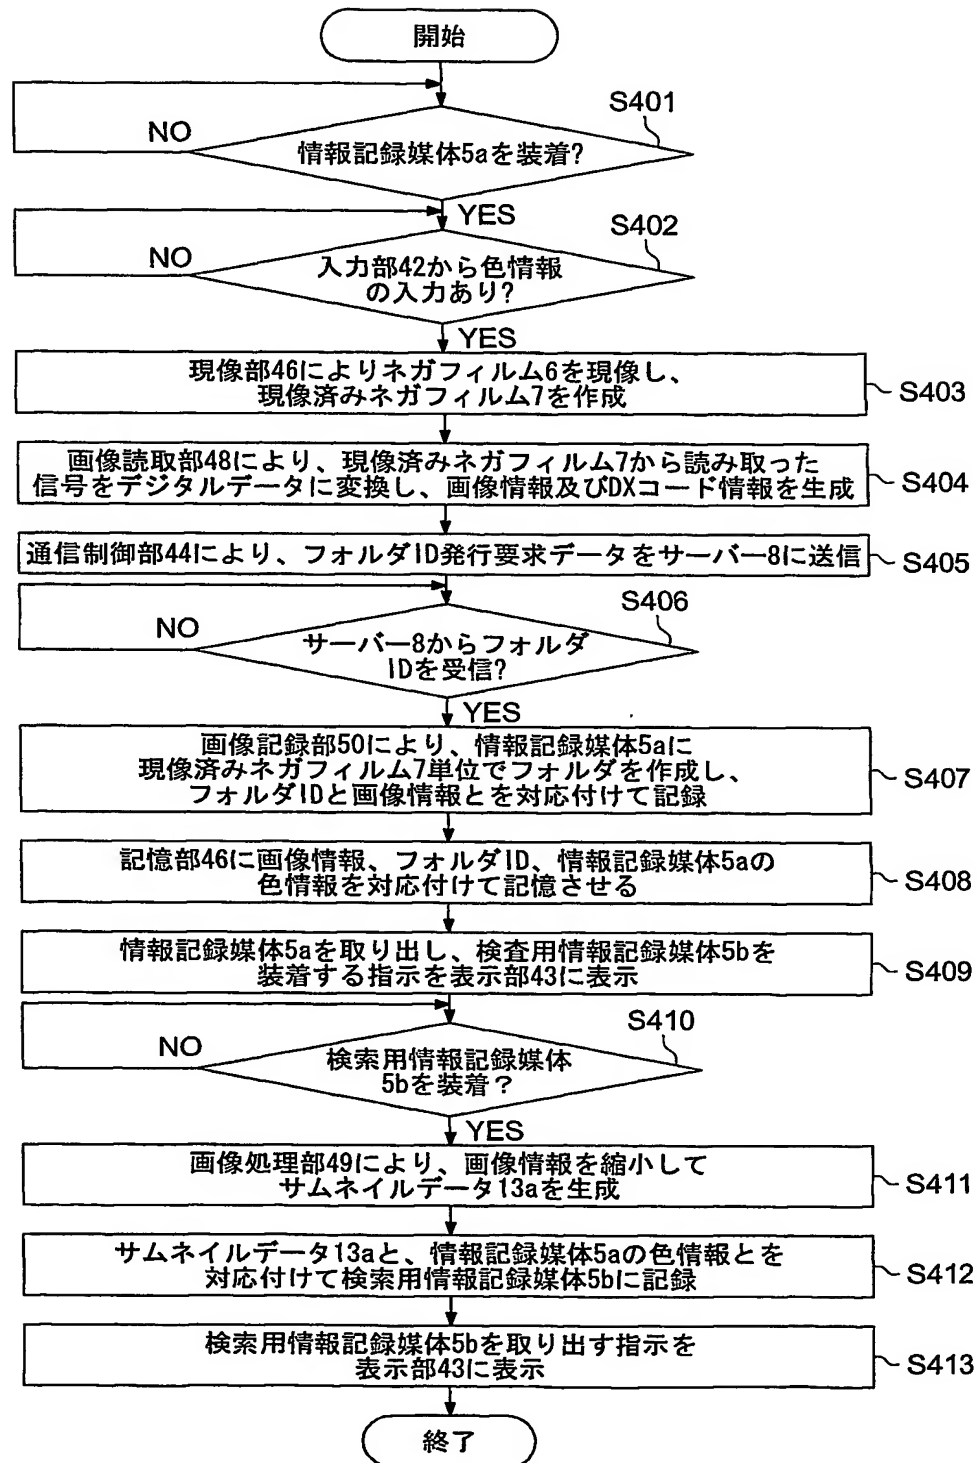 開始
S401
NO
情報記録媒体5aを装着?
YES
S402
NO
入力部42から色情報
の入力あり?
YES
現像部46によりネガフィルム6を現像し、
現像済みネガフィルム7を作成
S403
画像読取部48により、現像済みネガフィルム7から読み取った
信号をデジタルデータに変換し、画像情報及びDXコード情報を生成
S404
通信制御部44により、フォルダID発行要求データをサーバー8に送信
S405
S406
NO
サーバー8からフォルダ
IDを受信?
YES
画像記録部50により、情報記録媒体5aに
現像済みネガフィルム7単位でフォルダを作成し、
フォルダIDと画像情報とを対応付けて記録
S407
記憶部46に画像情報、フォルダID、情報記録媒体5aの
色情報を対応付けて記憶させる
S408
情報記録媒体5aを取り出し、検査用情報記録媒体5bを
装着する指示を表示部43に表示
S409
S410
NO
検索用情報記録媒体
5bを装着?
YES
画像処理部49により、画像情報を縮小して
サムネイルデータ13aを生成
S411
サムネイルデータ13aと、情報記録媒体5aの色情報とを
対応付けて検索用情報記録媒体5bに記録
S412
検索用情報記録媒体5bを取り出す指示を
表示部43に表示
S413
終了